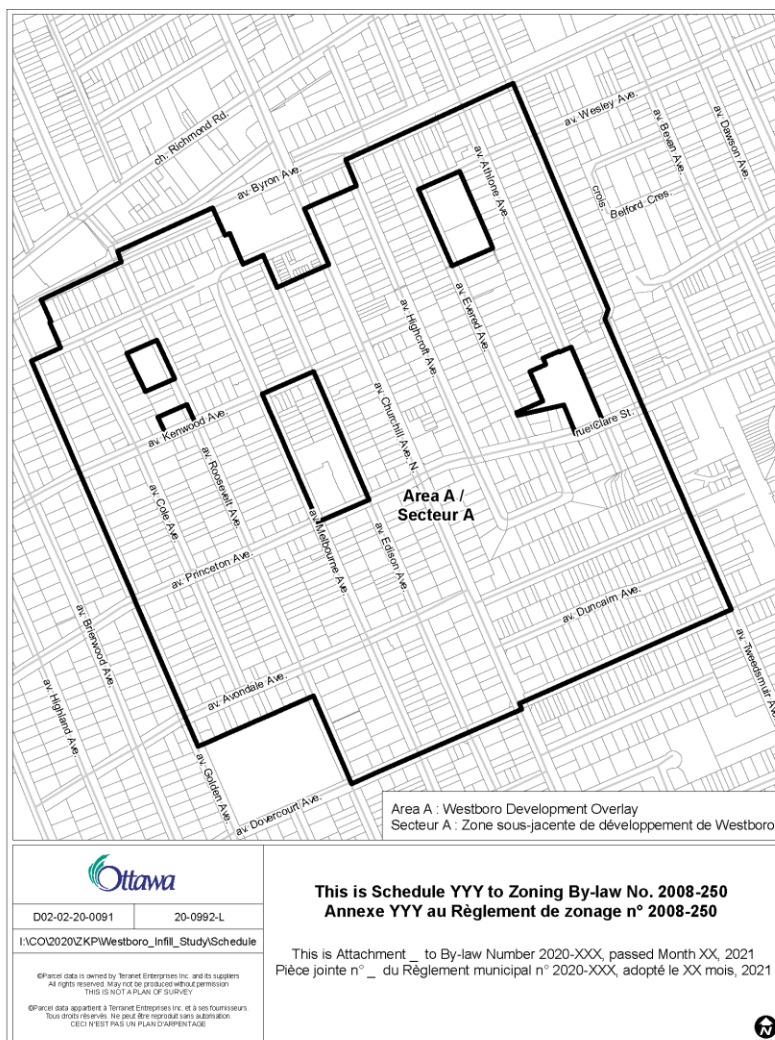 ch. Richmond Rd.
av. Byron Ave.
av. Wesley Ave.
av. Bevan Ave.
av. Dawson Ave.
av. Athlone Ave.
crois. Belford Cres.
av. Evered Ave.
av. Highcroft Ave.
av. Churchill Ave. N.
av. Kenwood Ave.
rue/Clare St.
av. Roosevelt Ave.
av. Cole Ave.
Area A /
Secteur A
av. Melbourne Ave.
av. Edison Ave.
av. Princeton Ave.
av. Duncairn Ave.
av. Brierwood Ave.
av. Tweedsmuir Ave.
av. Highland Ave.
av. Avondale Ave.
av. Golden Ave.
av. Dovercourt Ave.
Area A : Westboro Development Overlay
Secteur A : Zone sous-jacente de développement de Westboro
Ottawa
D02-02-20-0091 20-0992-L
I:\CO\2020\ZKP\Westboro_Infill_Study\Schedule
©Parcel data is owned by Teranet Enterprises Inc. and its suppliers
All rights reserved. May not be produced without permission
THIS IS NOT A PLAN OF SURVEY
©Parcel data appartient à Teranet Enterprises Inc. et à ses fournisseurs.
Tous droits réservés. Ne peut être reproduit sans autorisation.
CECI N'EST PAS UN PLAN D'ARPENTAGE
This is Schedule YYY to Zoning By-law No. 2008-250
Annexe YYY au Règlement de zonage n° 2008-250
This is Attachment _ to By-law Number 2020-XXX, passed Month XX, 2021
Pièce jointe n° _ du Règlement municipal n° 2020-XXX, adopté le XX mois, 2021
N